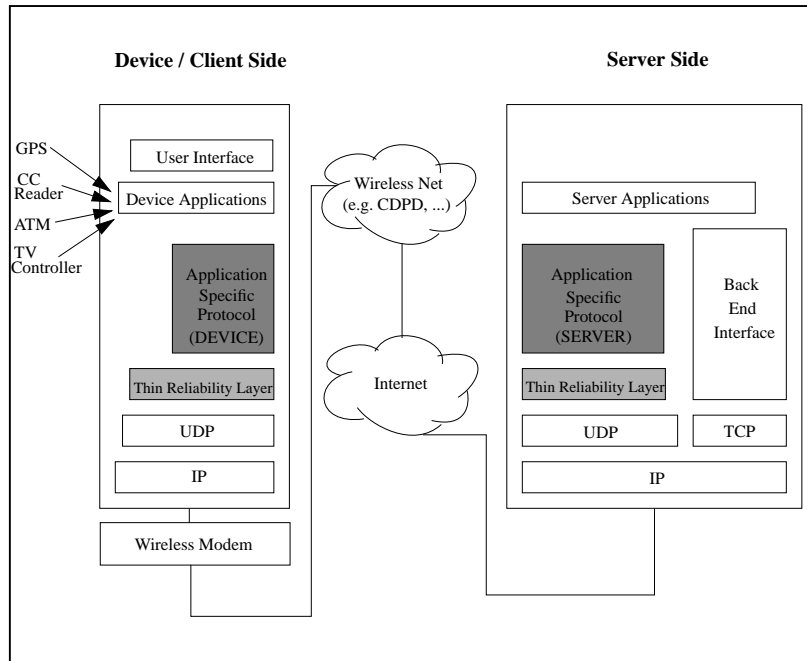 Device / Client Side
Server Side
GPS
CC
Reader
ATM
TV
Controller
User Interface
Device Applications
Application
Specific
Protocol
(DEVICE)
Thin Reliability Layer
UDP
IP
Wireless Modem
Wireless Net
(e.g. CDPD, ...)
Internet
Server Applications
Application
Specific
Protocol
(SERVER)
Back
End
Interface
Thin Reliability Layer
UDP
TCP
IP